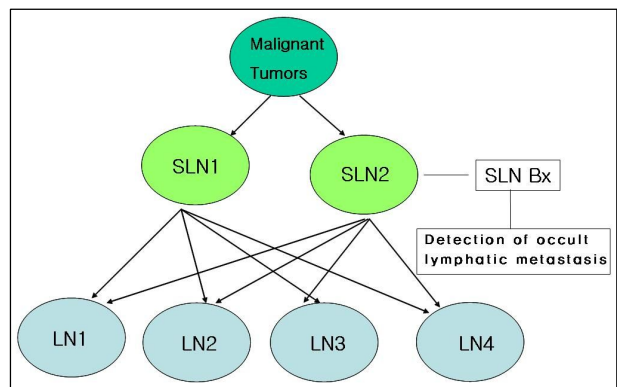 Malignant
Tumors
SLN1
SLN2
SLN Bx
Detection of occult
lymphatic metastasis
LN1
LN2
LN3
LN4